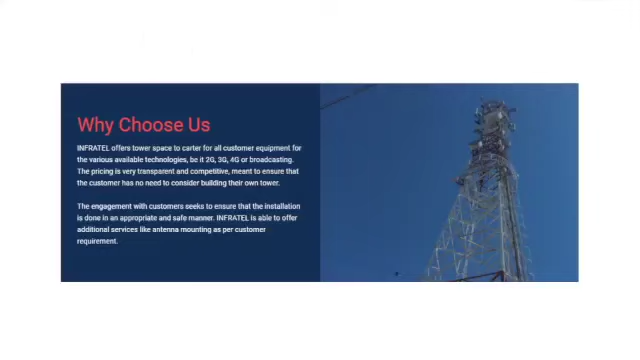 Why Choose Us
INFRATEL offers tower space to carter for all customer equipment for
the various available technologies, be it 2G, 3G, 4G or broadcasting.
The pricing is very transparent and competitive, meant to ensure that
the customer has no need to consider building their own tower.
The engagement with customers seeks to ensure that the installation
is done in an appropriate and safe manner. INFRATEL is able to offer
additional services like antenna mounting as per customer
requirement.